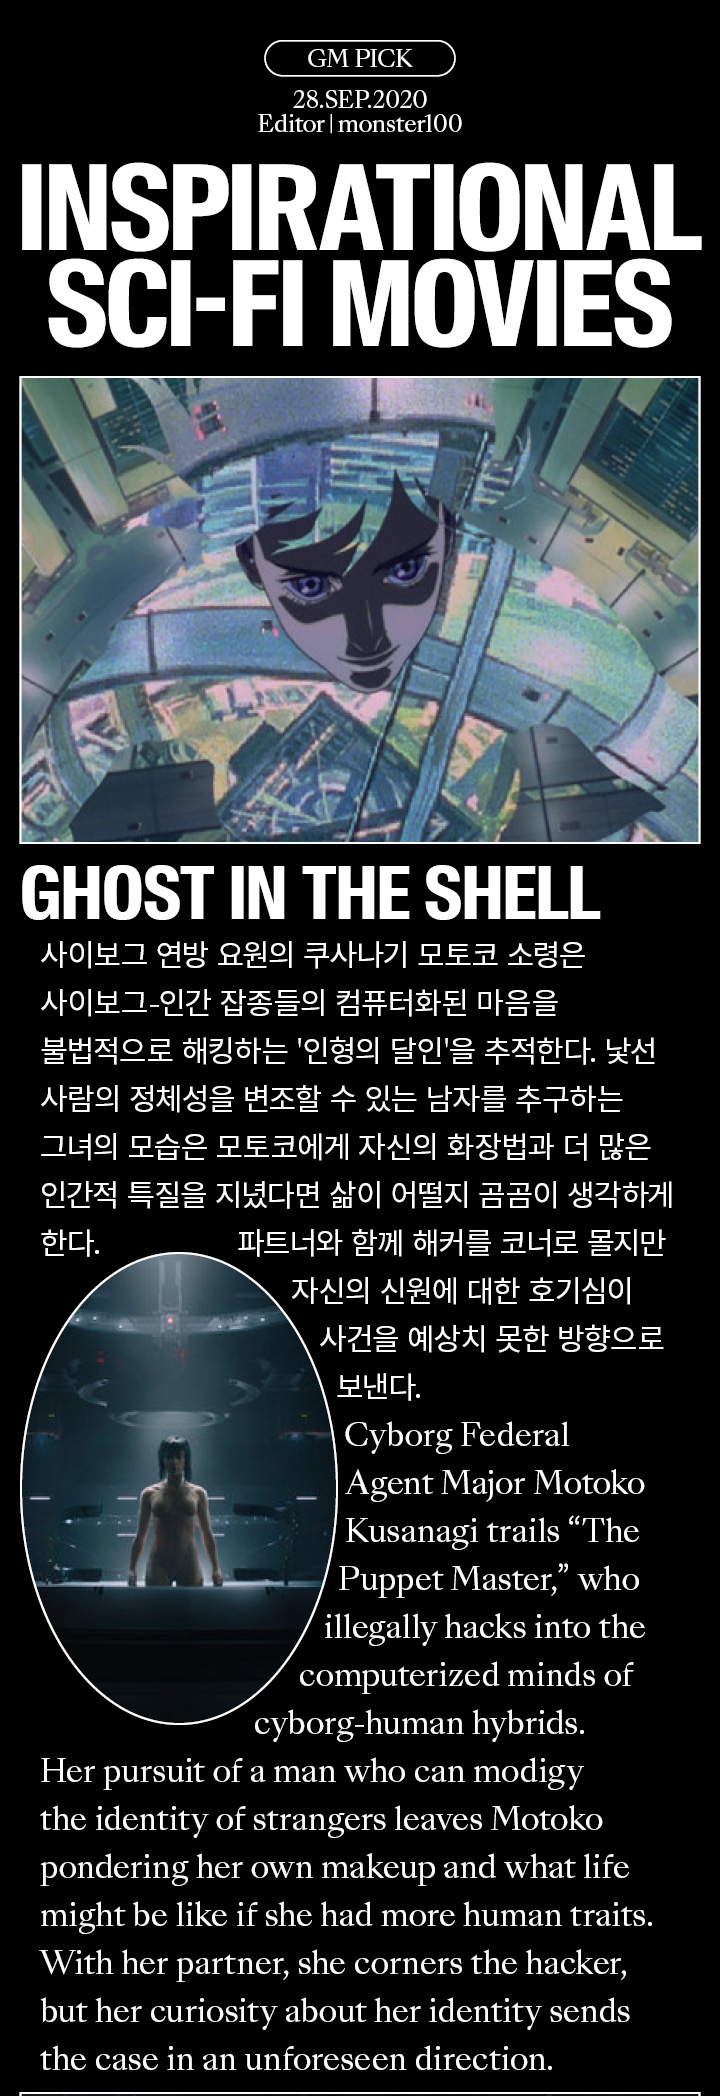 GM PICK
28.SEP.2020
Editor | monster100
INSPIRATIONAL
SCI-FI MOVIES
GHOST IN THE SHELL
사이보그 연방 요원의 쿠사나기 모토코 소령은
사이보그-인간 잡종들의 컴퓨터화된 마음을
불법적으로 해킹하는 '인형의 달인'을 추적한다. 낯선
사람의 정체성을 변조할 수 있는 남자를 추구하는
그녀의 모습은 모토코에게 자신의 화장법과 더 많은
인간적 특질을 지녔다면 삶이 어떨지 곰곰이 생각하게
한다. 파트너와 함께 해커를 코너로 몰지만
자신의 신원에 대한 호기심이
사건을 예상치 못한 방향으로
보낸다.
Cyborg Federal
Agent Major Motoko
Kusanagi trails “The
Puppet Master,” who
illegally hacks into the
computerized minds of
cyborg-human hybrids.
Her pursuit of a man who can modigy
the identity of strangers leaves Motoko
pondering her own makeup and what life
might be like if she had more human traits.
With her partner, she corners the hacker,
but her curiosity about her identity sends
the case in an unforeseen direction.